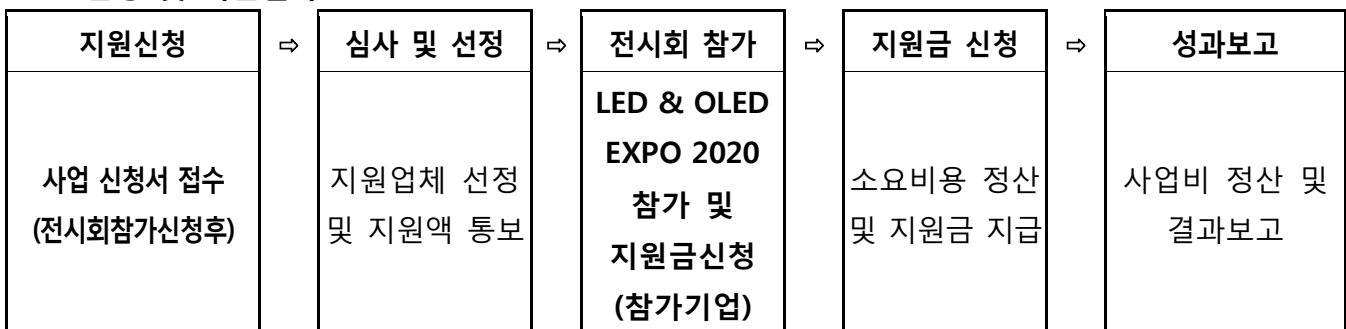 지원신청 ⇨ 심사 및 선정 ⇨ 전시회 참가 ⇨ 지원금 신청 ⇨ 성과보고
사업 신청서 접수
(전시회참가신청후)
지원업체 선정
및 지원액 통보
LED & OLED
EXPO 2020
참가 및
지원금신청
(참가기업)
소요비용 정산
및 지원금 지급
사업비 정산 및
결과보고